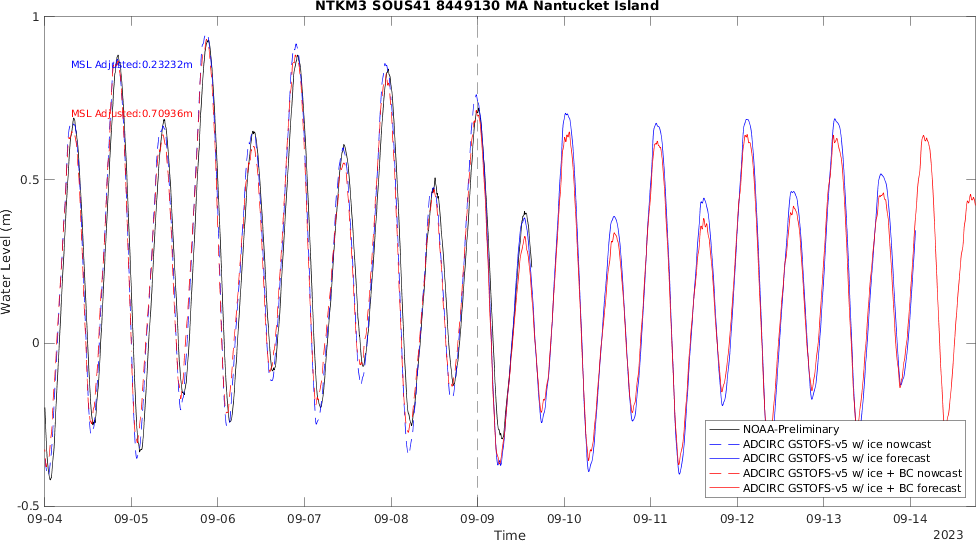 NTKM3 SOUS41 8449130 MA Nantucket Island
1
MSL Adjusted:0.23232m
MSL Adjusted:0.70936m
0.5
Water Level (m)
0
-0.5
NOAA-Preliminary
ADCIRC GSTOFS-v5 w/ ice nowcast
ADCIRC GSTOFS-v5 w/ ice forecast
ADCIRC GSTOFS-v5 w/ ice + BC nowcast
ADCIRC GSTOFS-v5 w/ ice + BC forecast
09-04 09-05 09-06 09-07 09-08 09-09 09-10 09-11 09-12 09-13 09-14
Time
2023